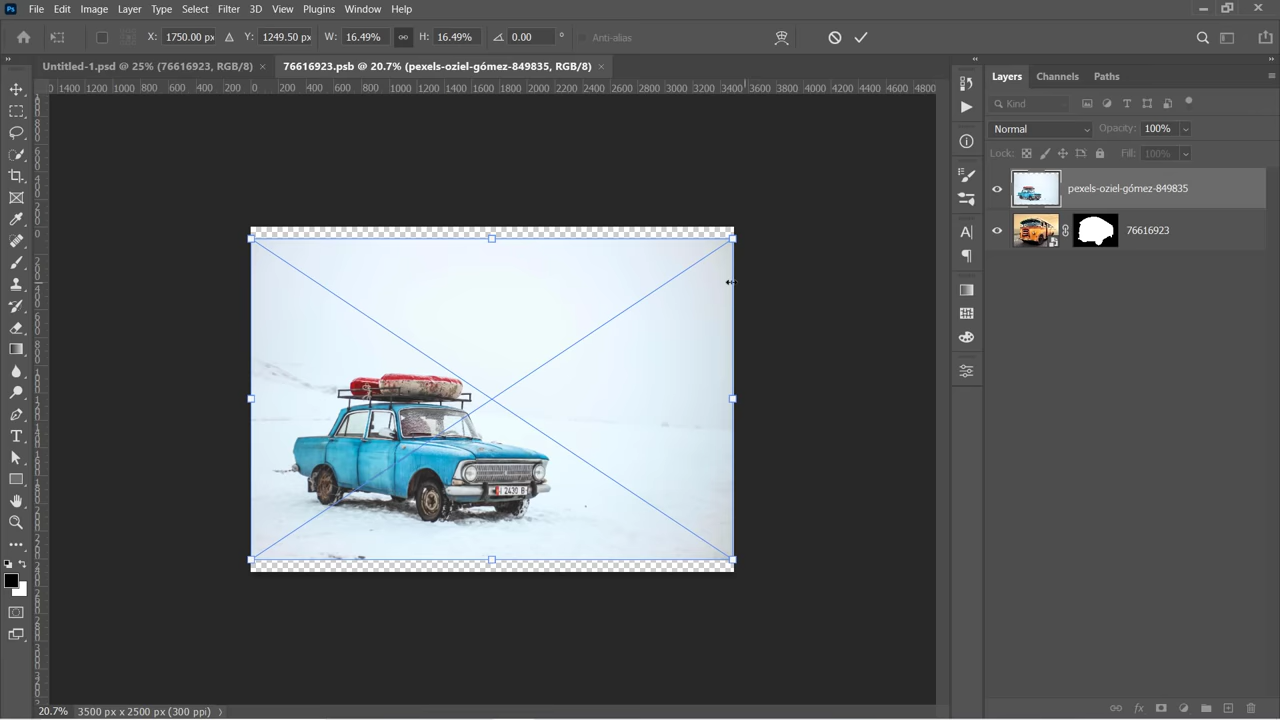 Ps File Edit Image Layer Type Select Filter 3D View Plugins Window Help
X: 1750.00 px Y: 1249.50 px W: 16.49% H: 16.49% 0.00 ° Anti-alias
Untitled-1.psd @ 25% (76616923, RGB/8) × 76616923.psb @ 20.7% (pexels-oziel-gómez-849835, RGB/8) ×
1400 1200 1000 800 600 400 200 0 200 400 600 800 1000 1200 1400 1600 1800 2000 2200 2400 2600 2800 3000 3200 3400 3600 3800 4000 4200 4400 4600 4800
Layers Channels Paths
Kind
Normal Opacity: 100%
Lock: Fill: 100%
pexels-oziel-gómez-849835
76616923
2430 B
20.7% 3500 px x 2500 px (300 ppi)